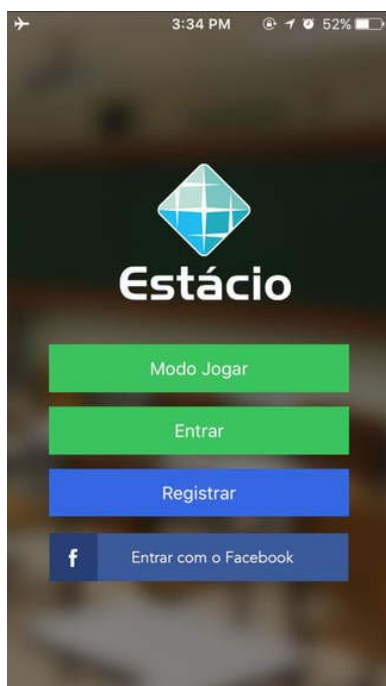 3:34 PM 52%
Estácio
Modo Jogar
Entrar
Registrar
f Entrar com o Facebook